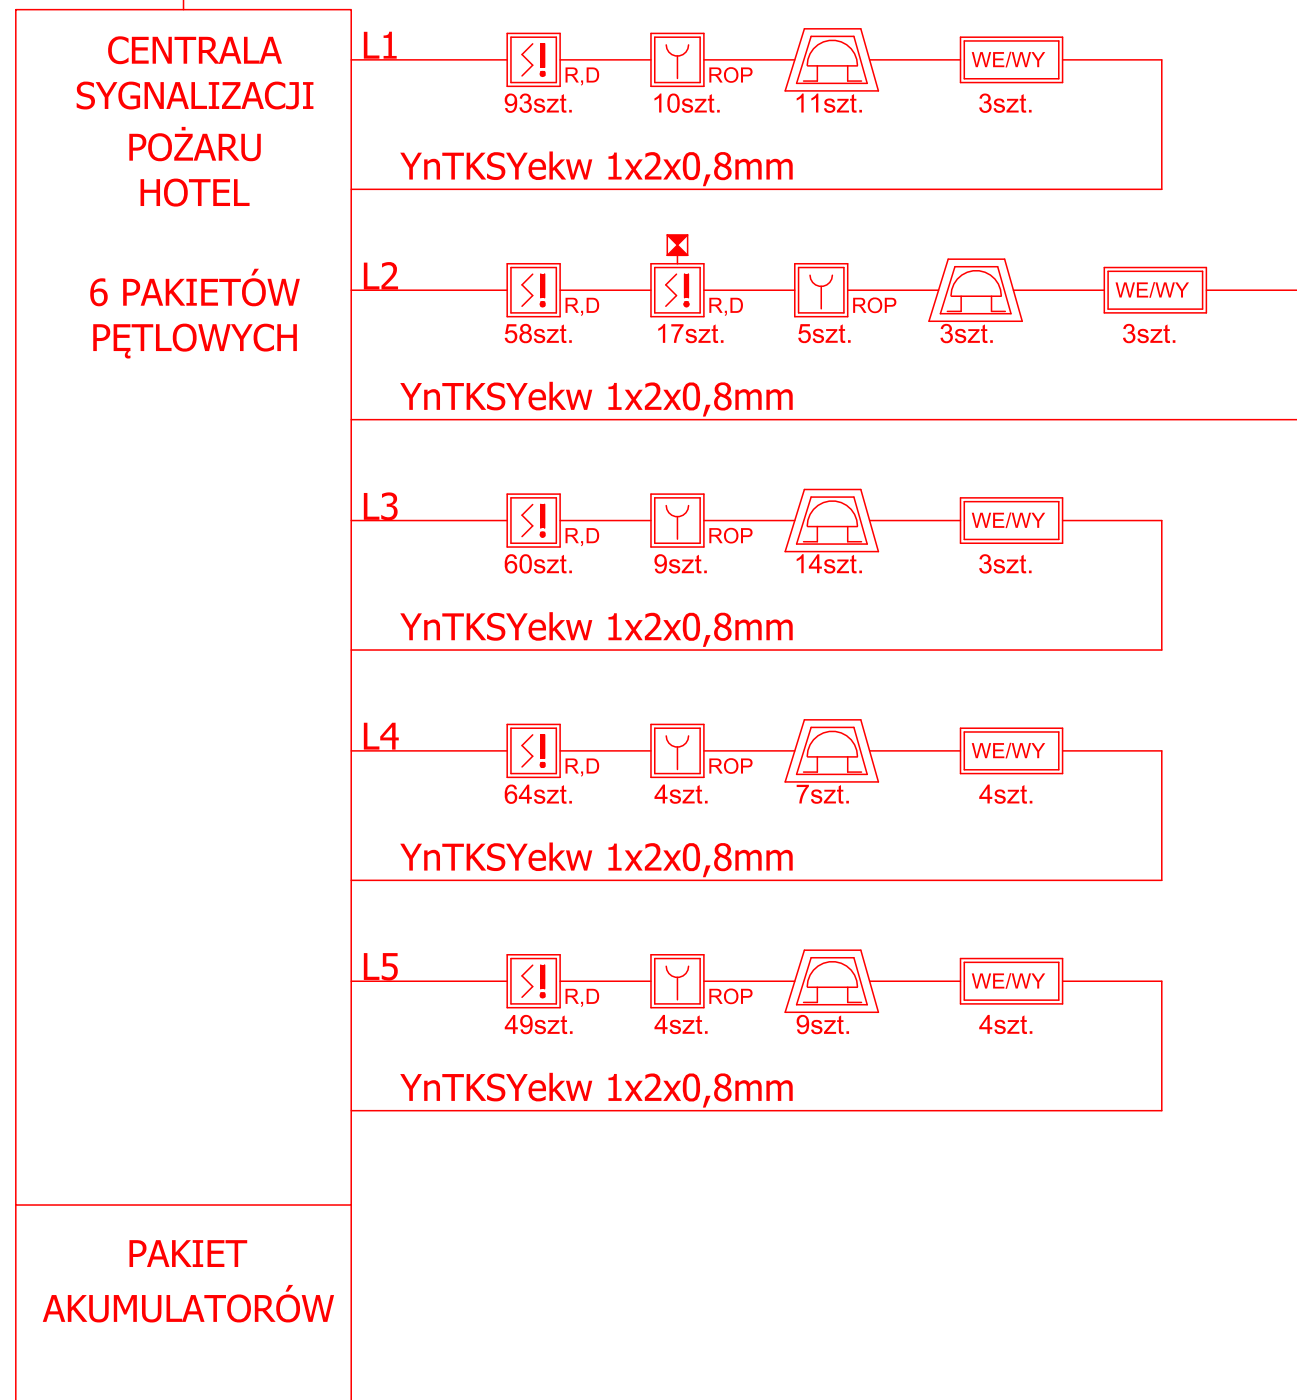 CENTRALA
SYGNALIZACJI
POŻARU
HOTEL
6 PAKIETÓW
PĘTLOWYCH
L1
R,D
ROP
WE/WY
93szt.
10szt.
11szt.
3szt.
YnTKSYekw 1x2x0,8mm
L2
R,D
R,D
ROP
WE/WY
58szt.
17szt.
5szt.
3szt.
3szt.
YnTKSYekw 1x2x0,8mm
L3
R,D
ROP
WE/WY
60szt.
9szt.
14szt.
3szt.
YnTKSYekw 1x2x0,8mm
L4
R,D
ROP
WE/WY
64szt.
4szt.
7szt.
4szt.
YnTKSYekw 1x2x0,8mm
L5
R,D
ROP
WE/WY
49szt.
4szt.
9szt.
4szt.
YnTKSYekw 1x2x0,8mm
PAKIET
AKUMULATORÓW